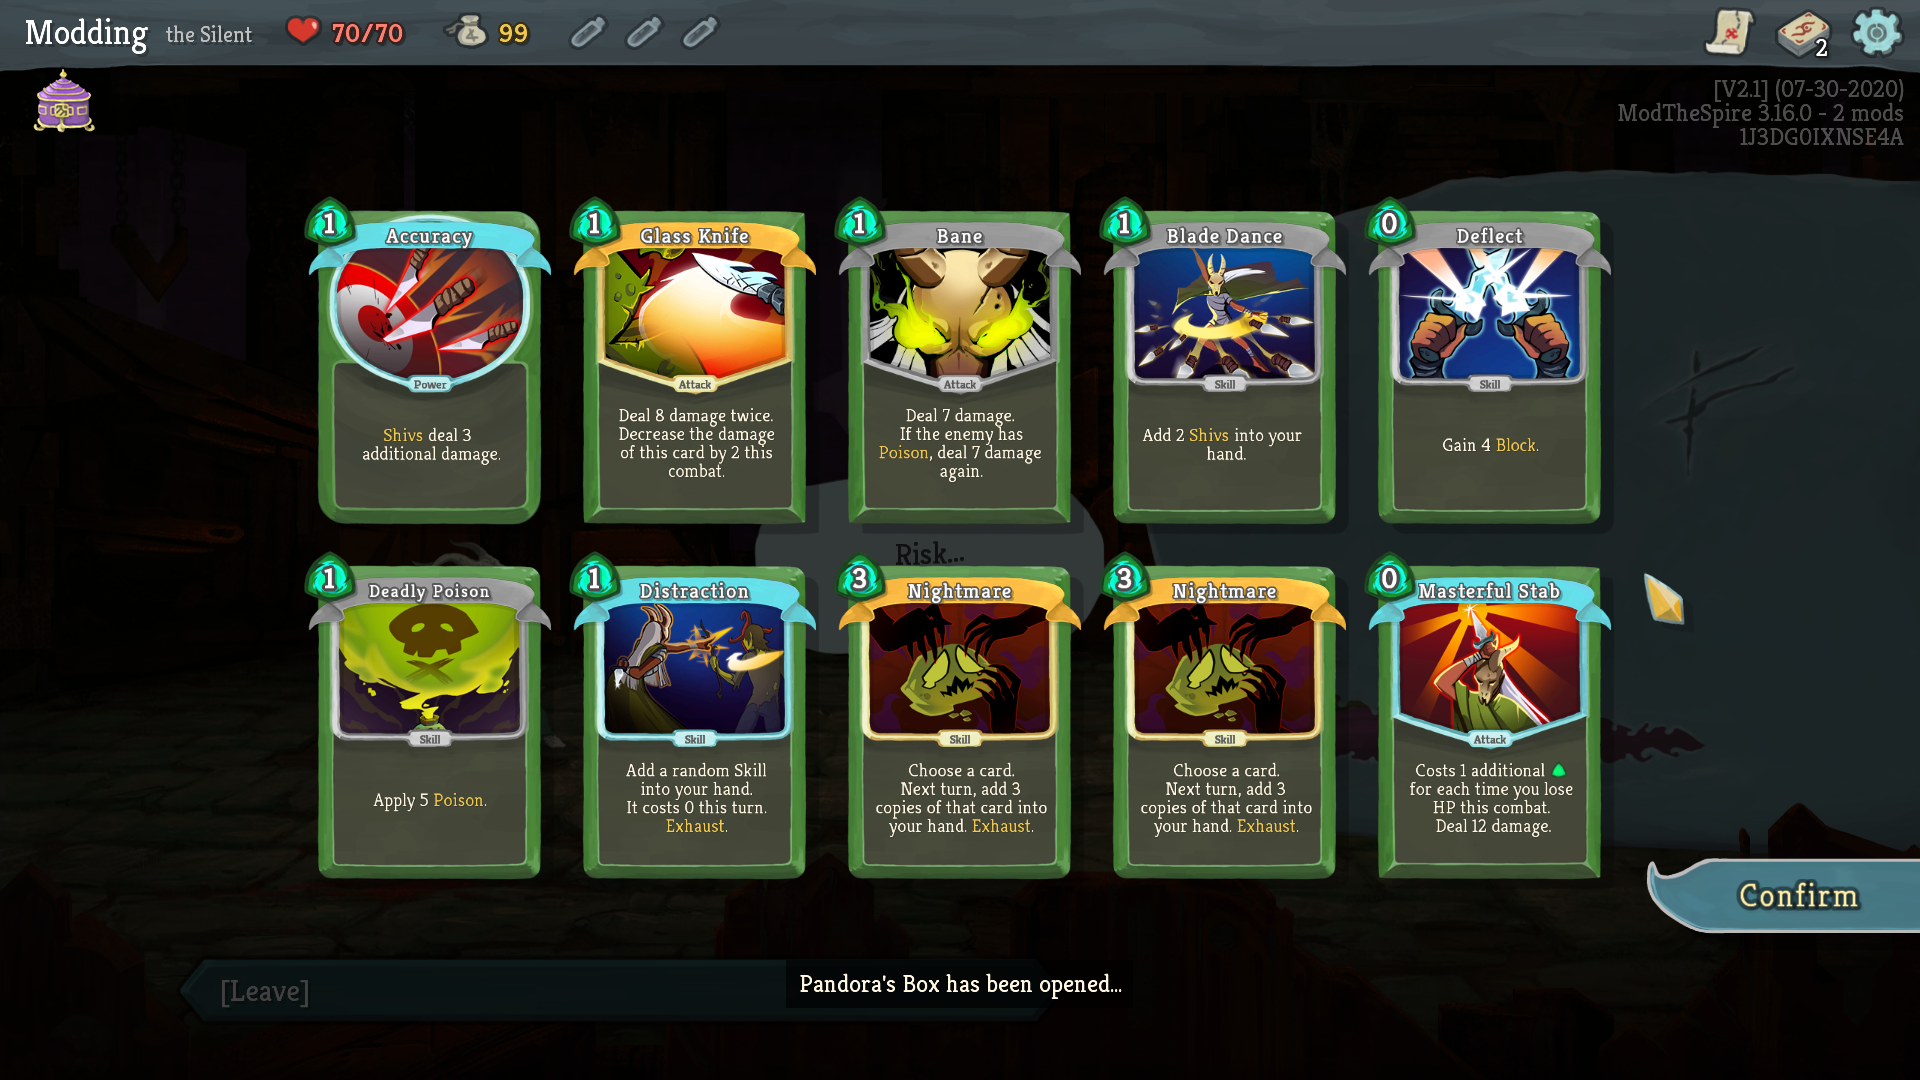 Modding the Silent 70/70 99 2
[V2.1] (07-30-2020)
ModTheSpire 3.16.0 - 2 mods
1J3DG0IXNSE4A
1 Accuracy
Power
Shivs deal 3
additional damage.
1 Glass Knife
Attack
Deal 8 damage twice.
Decrease the damage
of this card by 2 this
combat.
1 Bane
Attack
Deal 7 damage.
If the enemy has
Poison, deal 7 damage
again.
1 Blade Dance
Skill
Add 2 Shivs into your
hand.
0 Deflect
Skill
Gain 4 Block.
Risk...
1 Deadly Poison
Skill
Apply 5 Poison.
1 Distraction
Skill
Add a random Skill
into your hand.
It costs 0 this turn.
Exhaust.
3 Nightmare
Skill
Choose a card.
Next turn, add 3
copies of that card into
your hand. Exhaust.
3 Nightmare
Skill
Choose a card.
Next turn, add 3
copies of that card into
your hand. Exhaust.
0 Masterful Stab
Attack
Costs 1 additional
for each time you lose
HP this combat.
Deal 12 damage.
Confirm
[Leave]
Pandora's Box has been opened...